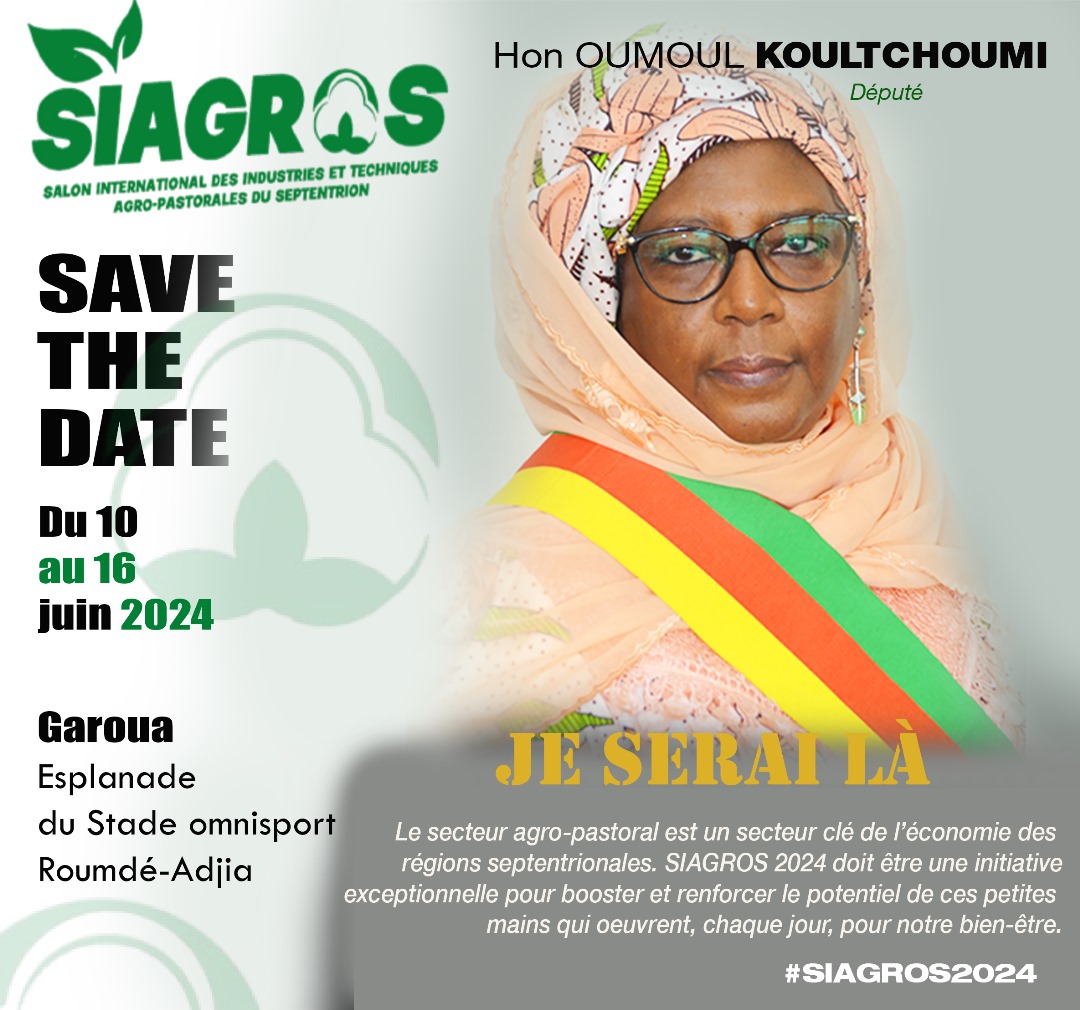 SIAGROS
SALON INTERNATIONAL DES INDUSTRIES ET TECHNIQUES
AGRO-PASTORALES DU SEPTENTRION
Hon OUMOUL KOULTCHOUMI
Député
SAVE
THE
DATE
Du 10
au 16
juin 2024
Garoua
Esplanade
du Stade omnisport
Roumdé-Adjia
JE SERAI LÀ
Le secteur agro-pastoral est un secteur clé de l'économie des
régions septentrionales. SIAGROS 2024 doit être une initiative
exceptionnelle pour booster et renforcer le potentiel de ces petites
mains qui oeuvrent, chaque jour, pour notre bien-être.
#SIAGROS2024